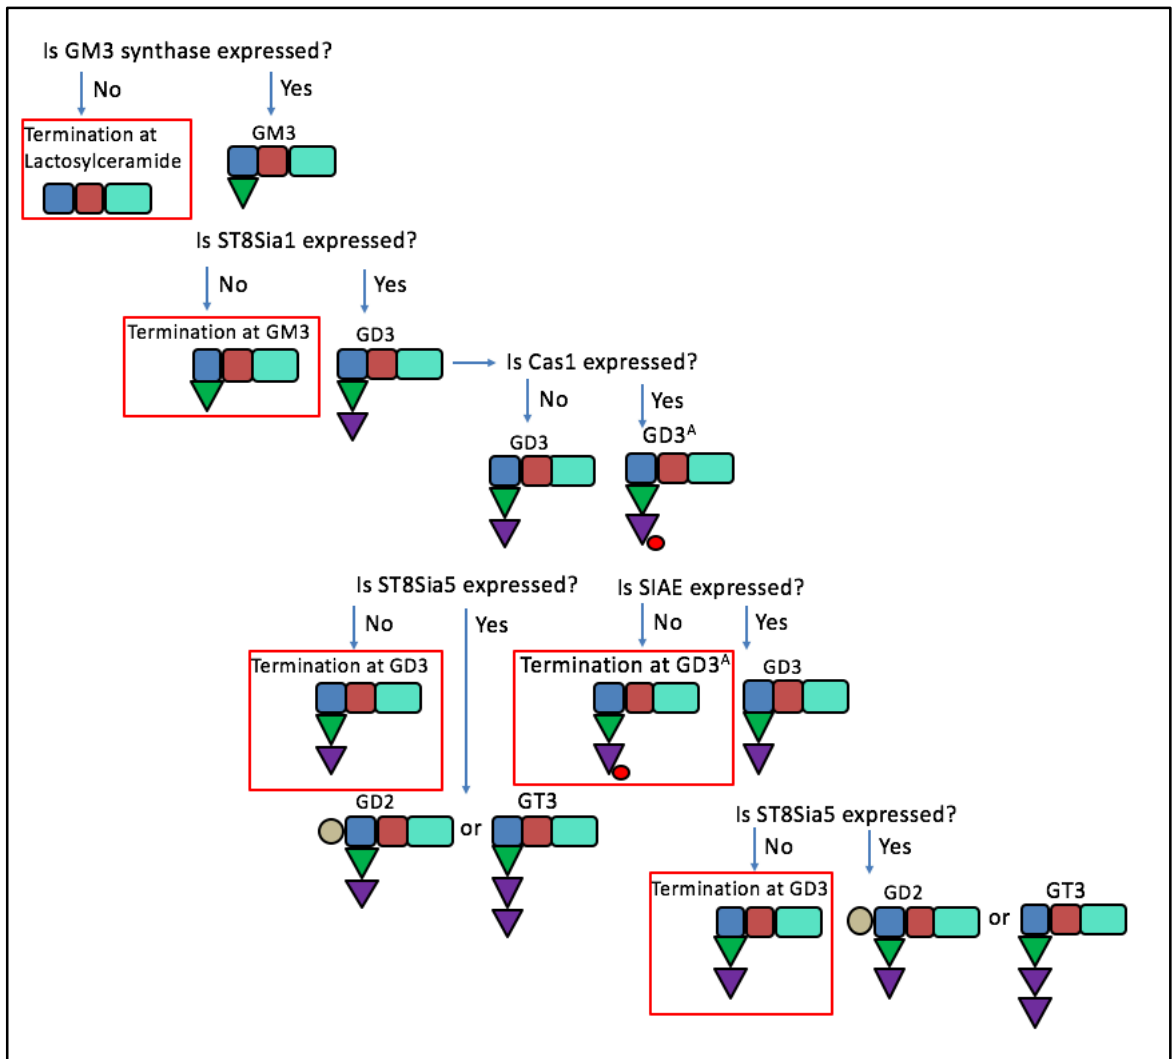 Is GM3 synthase expressed?
No
Yes
Termination at
Lactosylceramide
GM3
Is ST8Sia1 expressed?
No
Yes
Termination at GM3
GD3
Is Cas1 expressed?
No
Yes
GD3
GD3ᴬ
Is ST8Sia5 expressed?
No
Yes
Is SIAE expressed?
No
Yes
Termination at GD3
Termination at GD3ᴬ
GD3
GD2
or
GT3
Is ST8Sia5 expressed?
No
Yes
Termination at GD3
GD2
or
GT3